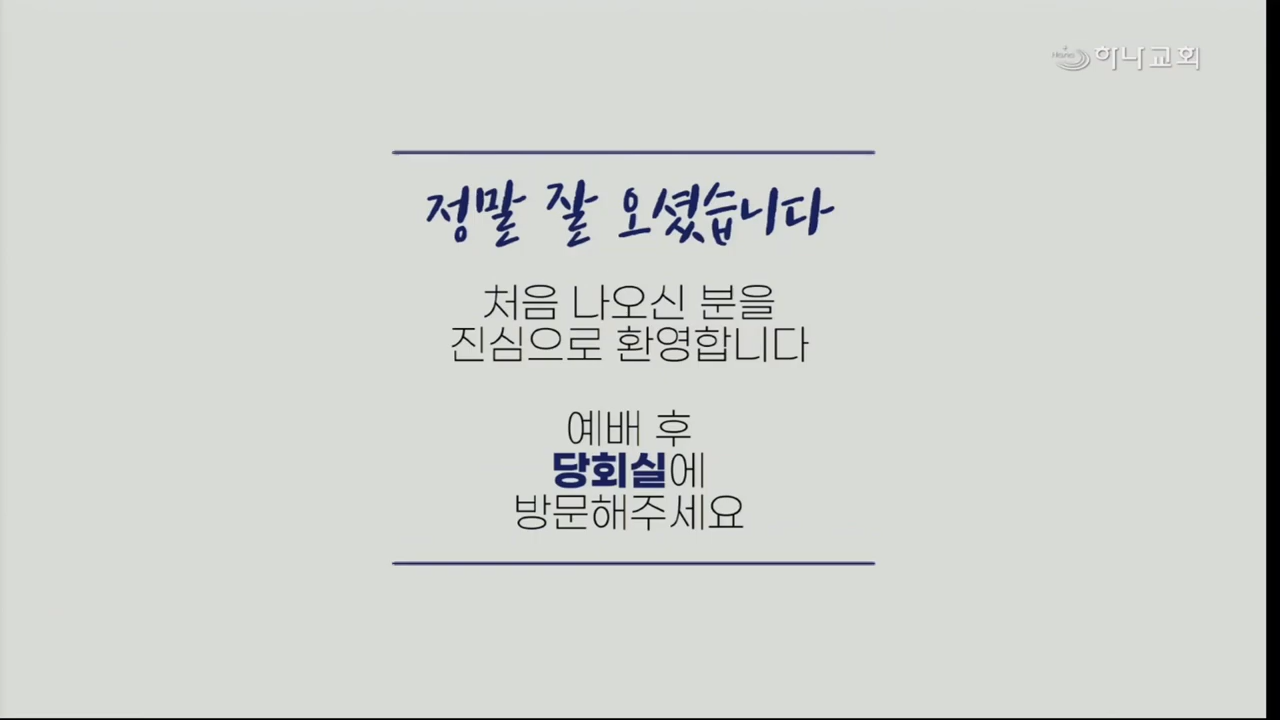 하나교회
정말 잘 오셨습니다
처음 나오신 분을
진심으로 환영합니다
예배 후
당회실에
방문해주세요